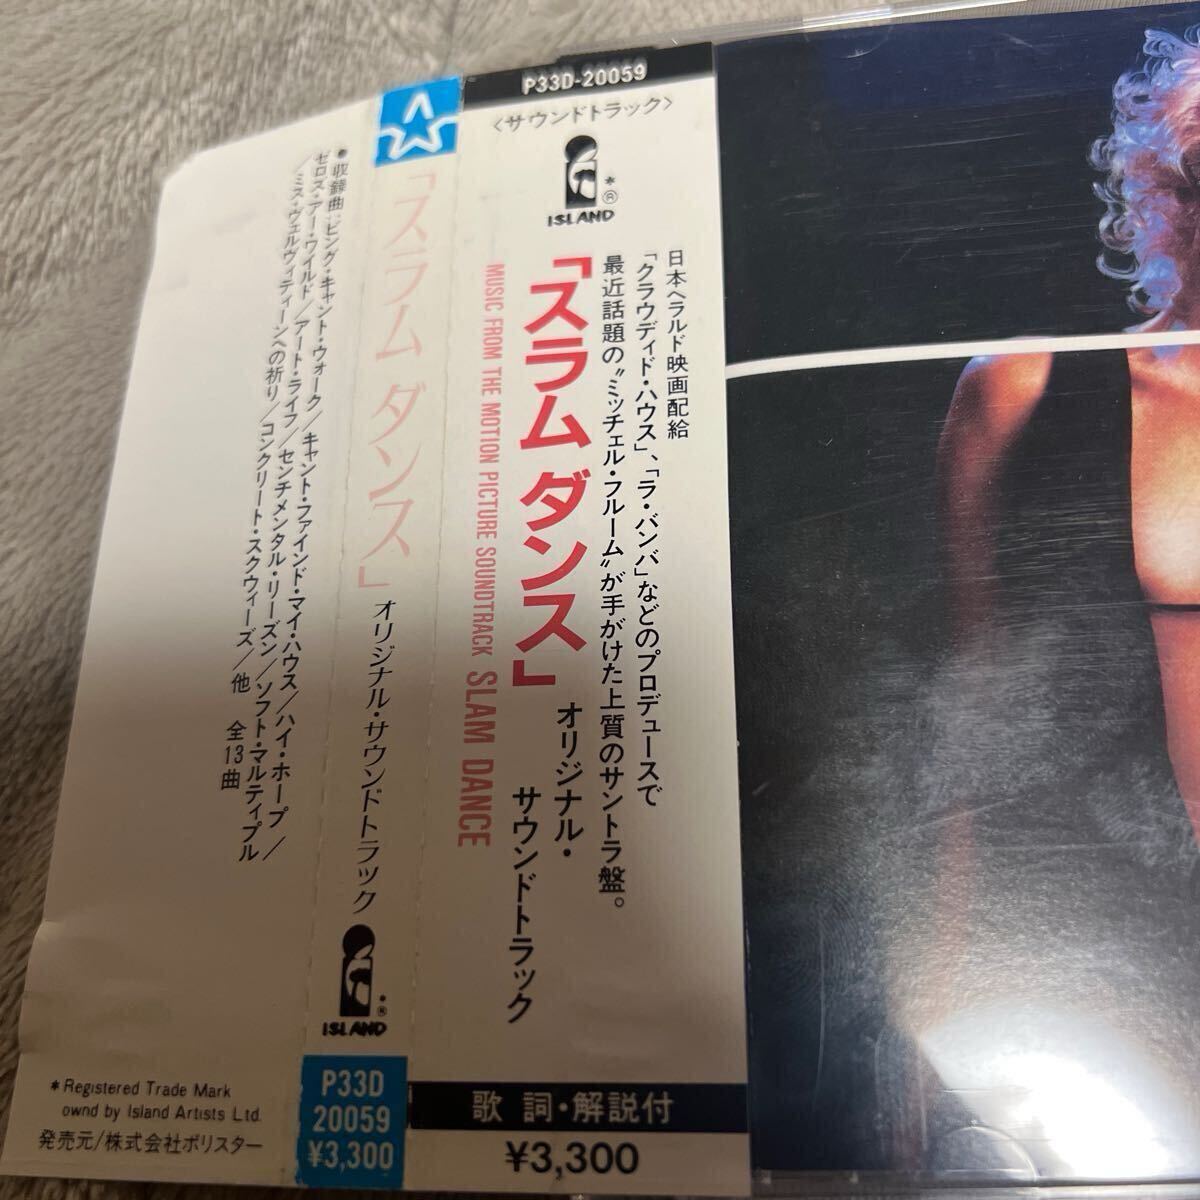 P33D-20059
〈サウンドトラック〉
*®
ISLAND
日本ヘラルド映画配給
「クラウディド・ハウス」、「ラ・バンバ」などのプロデュースで
最近話題の"ミッチェル・フルーム"が手がけた上質のサントラ盤。
「スラム ダンス」
オリジナル・
サウンドトラック
MUSIC FROM THE MOTION PICTURE SOUNDTRACK SLAM DANCE
歌詞・解説付
¥3,300
「スラム ダンス」
オリジナル・サウンドトラック
*®
ISLAND
P33D
20059
¥3,300
●収録曲:ビング・キャント・ウォーク/キャント・ファインド・マイ・ハウス/ハイ・ホープ/
ゼロス・アー・ワイルド/アート・ライフ/センチメンタル・リーズン/ソフト・マルティプル
/ミス・ヴェルヴィティーンへの祈り/コンクリート・スクウィーズ/他 全13曲
*Registered Trade Mark
ownd by Island Artists Ltd.
発売元/株式会社ポリスター